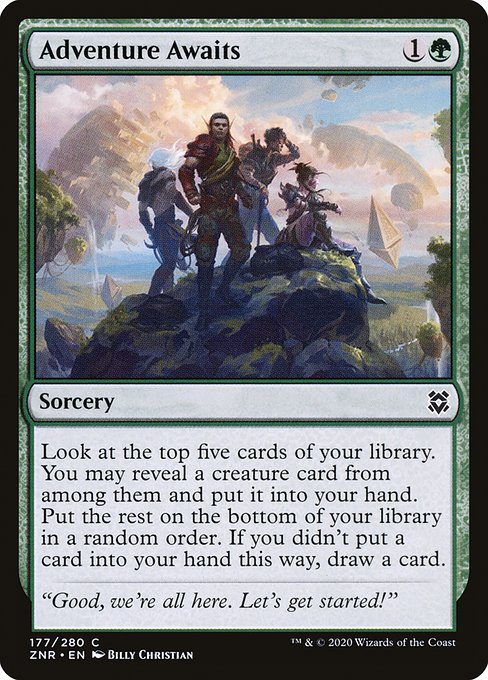 Adventure Awaits 1
Sorcery
Look at the top five cards of your library.
You may reveal a creature card from
among them and put it into your hand.
Put the rest on the bottom of your library
in a random order. If you didn't put a
card into your hand this way, draw a card.
“Good, we're all here. Let's get started!”
177/280 C
ZNR • EN Billy Christian
™ & © 2020 Wizards of the Coast